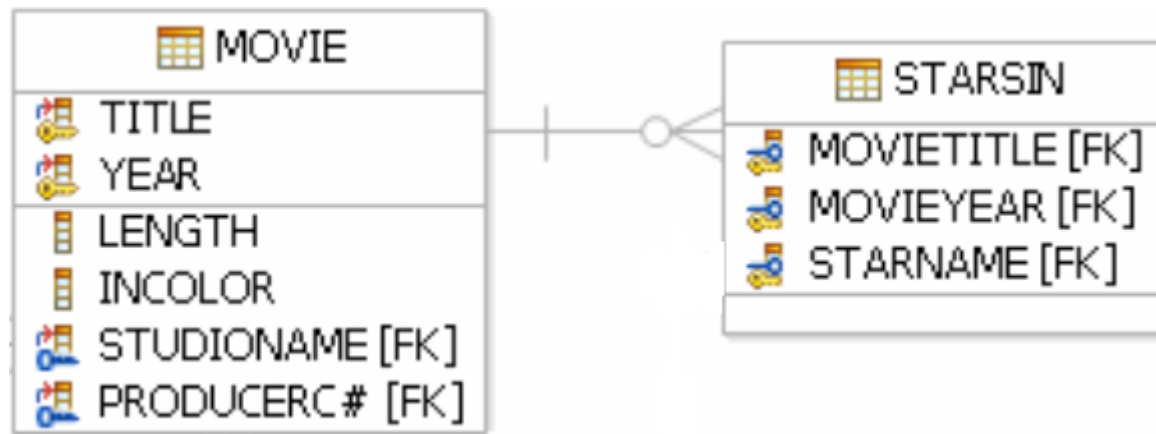 MOVIE
TITLE
YEAR
LENGTH
INCOLOR
STUDIONAME [FK]
PRODUCERC# [FK]
STARSIN
MOVIETITLE [FK]
MOVIEYEAR [FK]
STARNAME [FK]